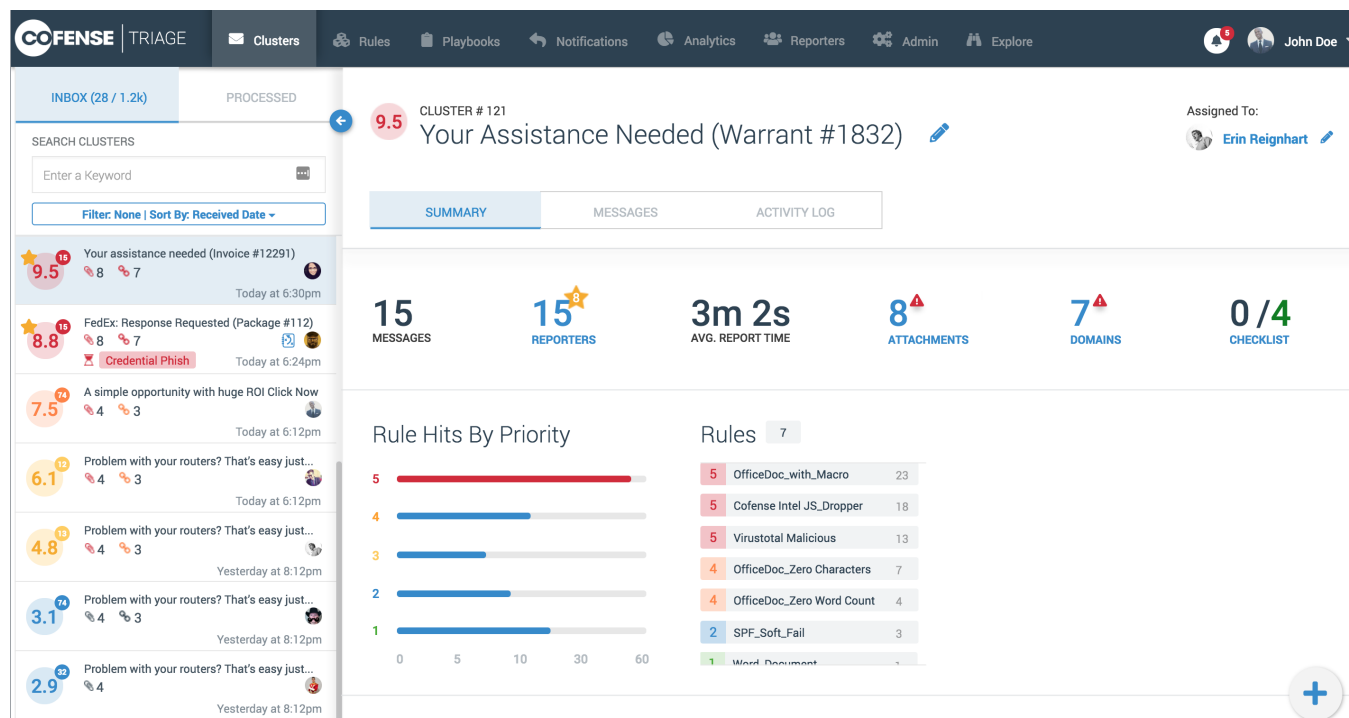 COFENSE TRIAGE
Clusters
Rules
Playbooks
Notifications
Analytics
Reporters
Admin
Explore
5
John Doe
INBOX (28 / 1.2k)
PROCESSED
SEARCH CLUSTERS
Enter a Keyword
Filter: None | Sort By: Received Date
9.5
15
Your assistance needed (Invoice #12291)
8 7
Today at 6:30pm
8.8
15
FedEx: Response Requested (Package #112)
8 7
Credential Phish
Today at 6:24pm
7.5
74
A simple opportunity with huge ROI Click Now
4 3
Today at 6:12pm
6.1
12
Problem with your routers? That's easy just...
4 3
Today at 6:12pm
4.8
13
Problem with your routers? That's easy just...
4 3
Yesterday at 8:12pm
3.1
74
Problem with your routers? That's easy just...
4 3
Yesterday at 8:12pm
2.9
32
Problem with your routers? That's easy just...
4
Yesterday at 8:12pm
9.5
CLUSTER # 121
Your Assistance Needed (Warrant #1832)
Assigned To:
Erin Reignhart
SUMMARY
MESSAGES
ACTIVITY LOG
15
MESSAGES
15
8
REPORTERS
3m 2s
AVG. REPORT TIME
8
ATTACHMENTS
7
DOMAINS
0 /4
CHECKLIST
Rule Hits By Priority
5
4
3
2
1
0 5 10 30 60
Rules 7
5 OfficeDoc_with_Macro 23
5 Cofense Intel JS_Dropper 18
5 Virustotal Malicious 13
4 OfficeDoc_Zero Characters 7
4 OfficeDoc_Zero Word Count 4
2 SPF_Soft_Fail 3
1 Word_Document 1